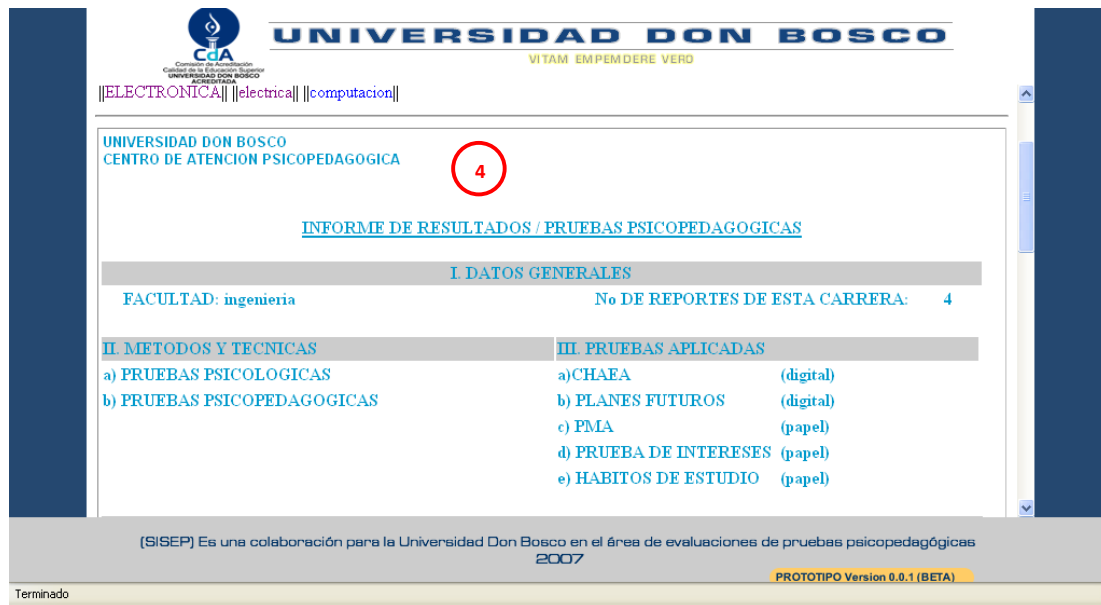 UNIVERSIDAD DON BOSCO
VITAM EMPEMDERE VERO
CdA
Comisión de Acreditación
Calidad de la Educación Superior
UNIVERSIDAD DON BOSCO
ACREDITADA
||ELECTRONICA|| ||electrica|| ||computacion||
UNIVERSIDAD DON BOSCO
CENTRO DE ATENCION PSICOPEDAGOGICA
4
INFORME DE RESULTADOS / PRUEBAS PSICOPEDAGOGICAS
I. DATOS GENERALES
FACULTAD: ingenieria No DE REPORTES DE ESTA CARRERA: 4
II. METODOS Y TECNICAS III. PRUEBAS APLICADAS
a) PRUEBAS PSICOLOGICAS a)CHAEA (digital)
b) PRUEBAS PSICOPEDAGOGICAS b) PLANES FUTUROS (digital)
c) PMA (papel)
d) PRUEBA DE INTERESES (papel)
e) HABITOS DE ESTUDIO (papel)
(SISEP) Es una colaboración para la Universidad Don Bosco en el área de evaluaciones de pruebas psicopedagógicas
2007
PROTOTIPO Version 0.0.1 (BETA)
Terminado